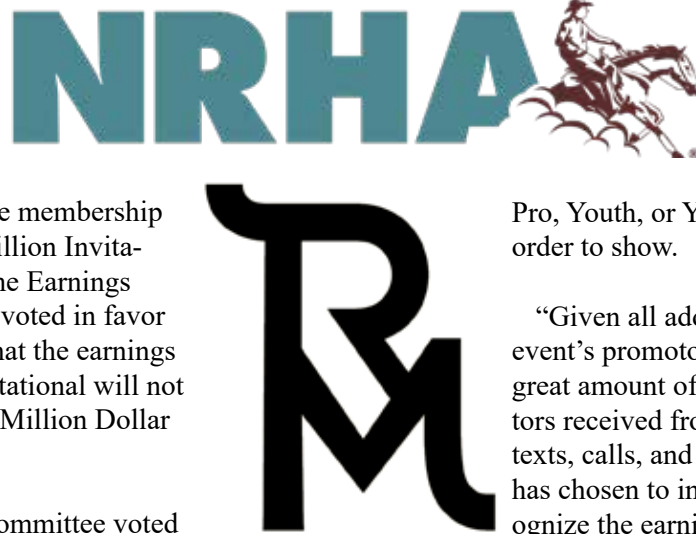 NRHA
e membership
illion Invita-
ne Earnings
voted in favor
hat the earnings
tational will not
Million Dollar
ommittee voted
RM
Pro, Youth, or Y
order to show.
“Given all add
event’s promoto
great amount of
tors received fro
texts, calls, and
has chosen to in
ognize the earni